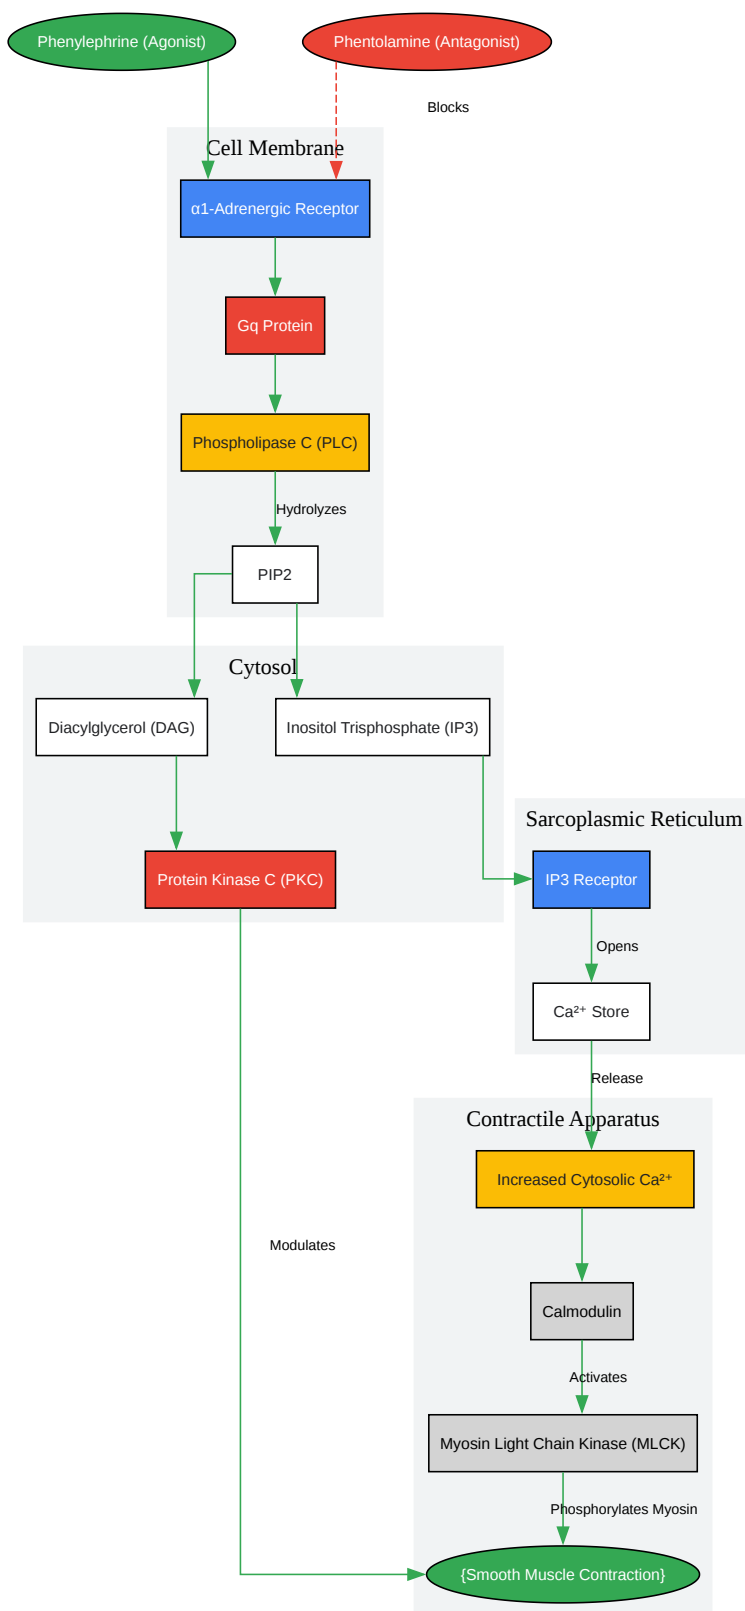 Phenylephrine (Agonist)
Phentolamine (Antagonist)
Blocks
Cell Membrane
α1-Adrenergic Receptor
Gq Protein
Phospholipase C (PLC)
Hydrolyzes
PIP2
Cytosol
Diacylglycerol (DAG)
Inositol Trisphosphate (IP3)
Sarcoplasmic Reticulum
Protein Kinase C (PKC)
IP3 Receptor
Opens
Ca²⁺ Store
Release
Contractile Apparatus
Increased Cytosolic Ca²⁺
Modulates
Calmodulin
Activates
Myosin Light Chain Kinase (MLCK)
Phosphorylates Myosin
{Smooth Muscle Contraction}